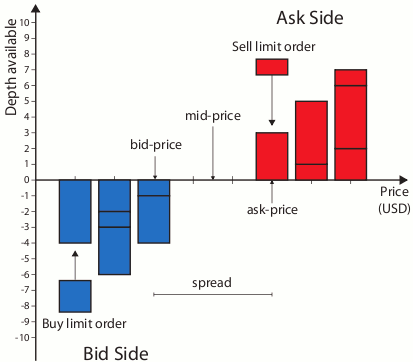 Ask Side
Depth available
10
9
8
7
6
5
4
3
2
1
0
-1
-2
-3
-4
-5
-6
-7
-8
-9
-10
Sell limit order
mid-price
bid-price
Price
(USD)
ask-price
spread
Buy limit order
Bid Side